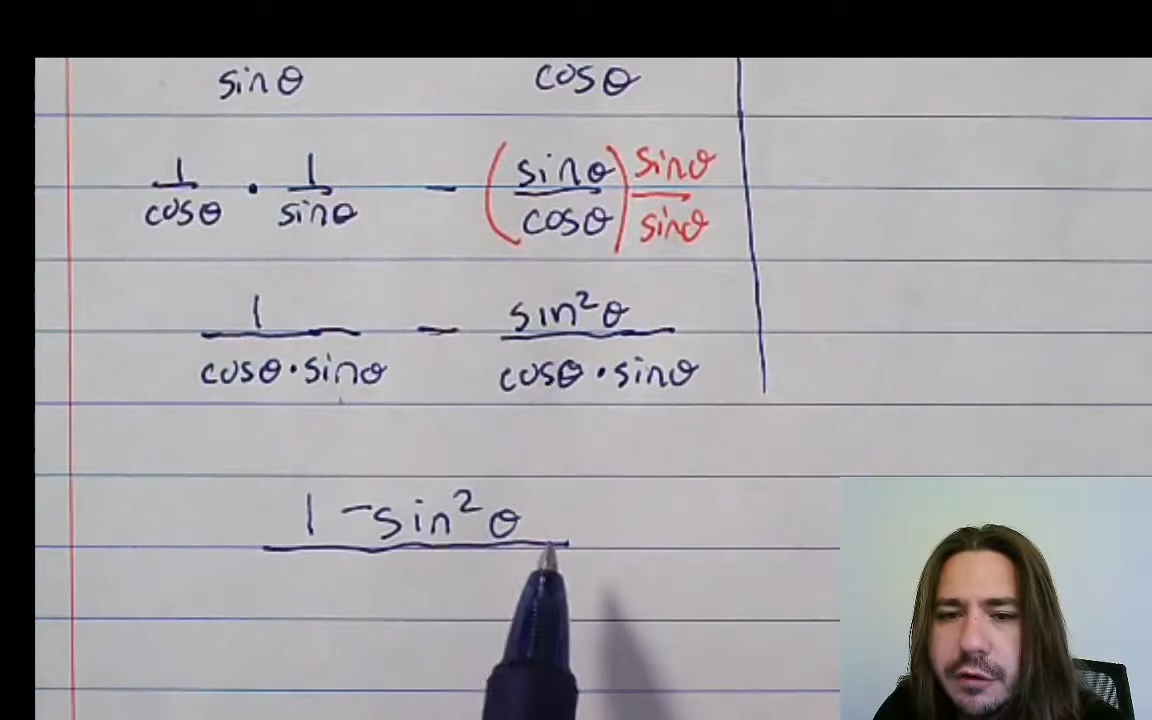 sinθ cosθ
1/cosθ · 1/sinθ - (sinθ/cosθ) sinθ/sinθ
1/cosθ·sinθ - sin²θ/cosθ·sinθ
1 - sin²θ